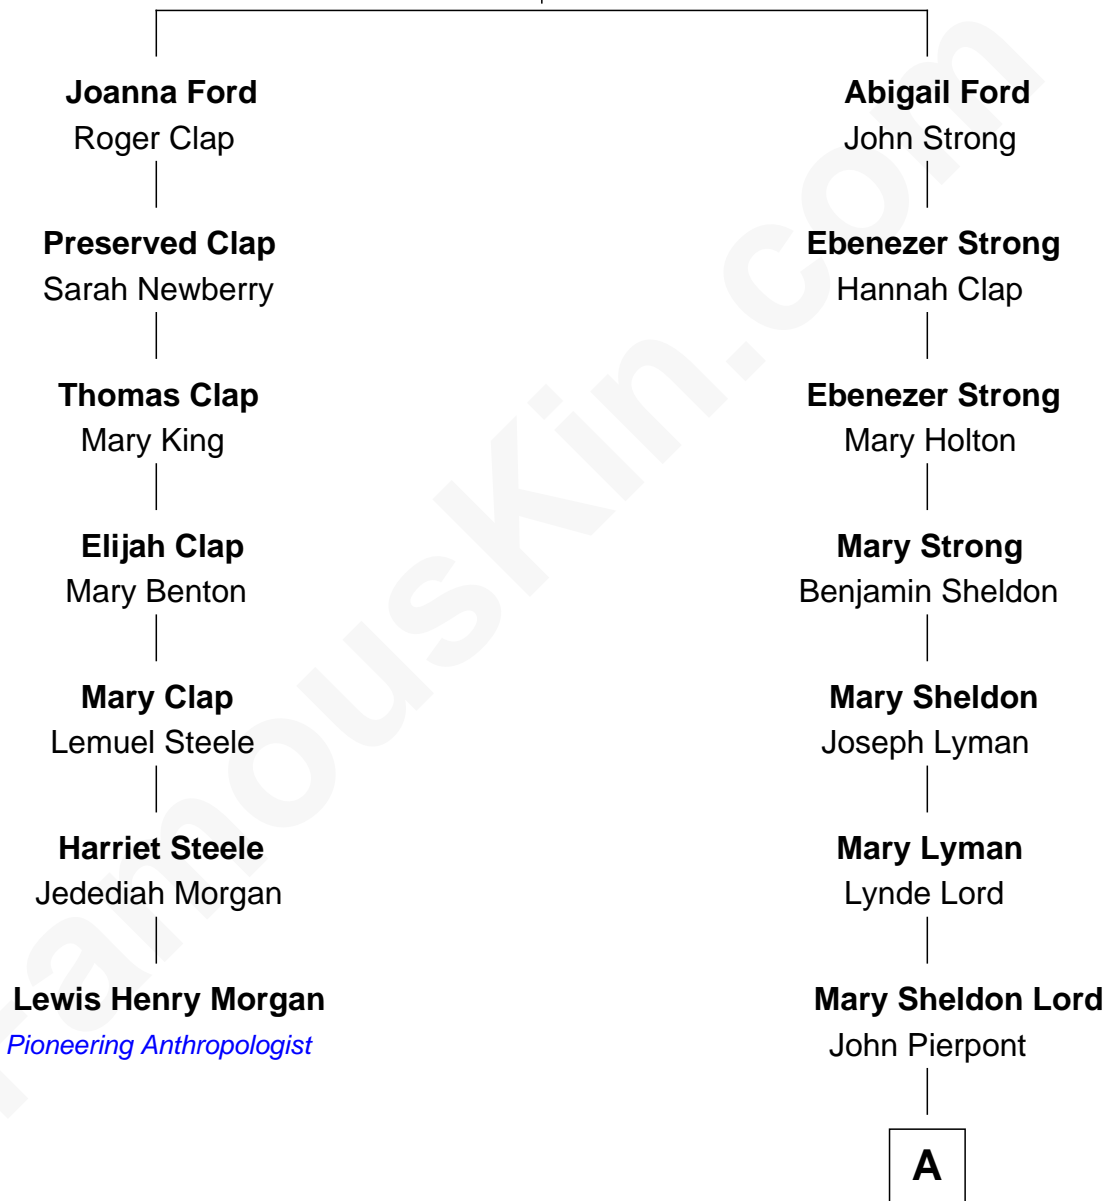 Joanna Ford
Roger Clap
Preserved Clap
Sarah Newberry
Thomas Clap
Mary King
Elijah Clap
Mary Benton
Mary Clap
Lemuel Steele
Harriet Steele
Jedediah Morgan
Lewis Henry Morgan
Pioneering Anthropologist
Abigail Ford
John Strong
Ebenezer Strong
Hannah Clap
Ebenezer Strong
Mary Holton
Mary Strong
Benjamin Sheldon
Mary Sheldon
Joseph Lyman
Mary Lyman
Lynde Lord
Mary Sheldon Lord
John Pierpont
A
FamousKin.com